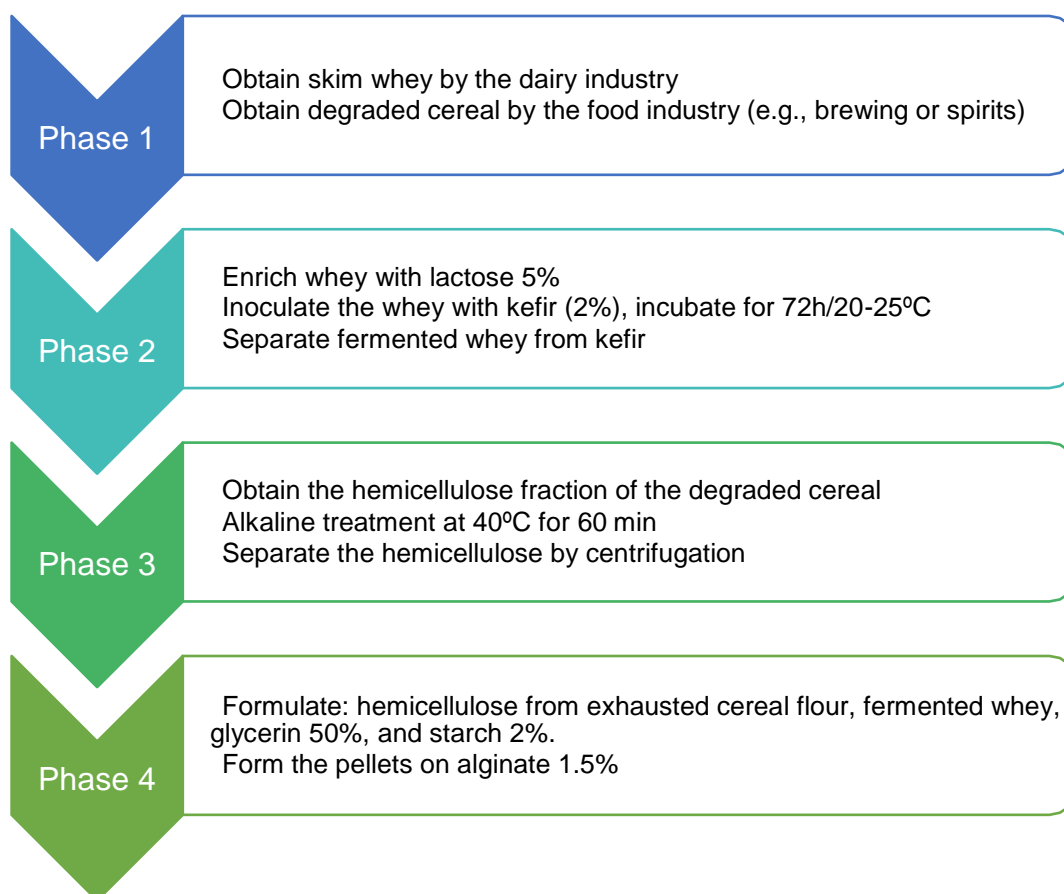 Phase 1
Obtain skim whey by the dairy industry
Obtain degraded cereal by the food industry (e.g., brewing or spirits)
Phase 2
Enrich whey with lactose 5%
Inoculate the whey with kefir (2%), incubate for 72h/20-25ºC
Separate fermented whey from kefir
Phase 3
Obtain the hemicellulose fraction of the degraded cereal
Alkaline treatment at 40ºC for 60 min
Separate the hemicellulose by centrifugation
Phase 4
Formulate: hemicellulose from exhausted cereal flour, fermented whey,
glycerin 50%, and starch 2%.
Form the pellets on alginate 1.5%